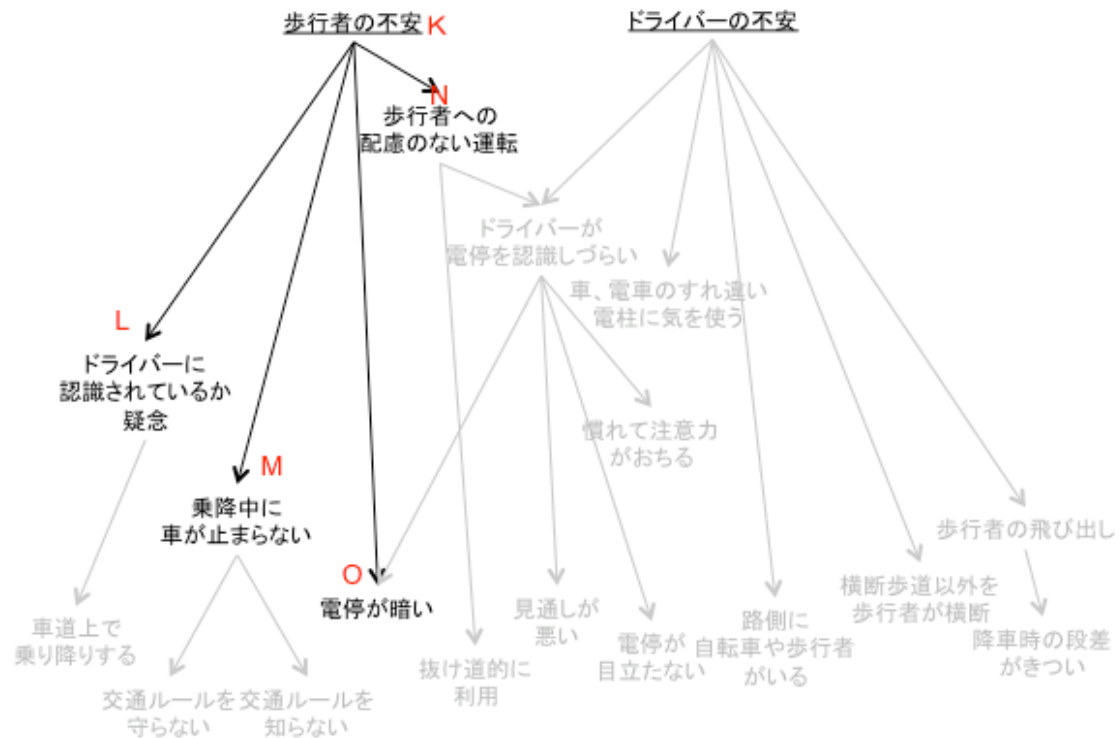 歩行者の不安 K
ドライバーの不安
N
歩行者への
配慮のない運転
ドライバーが
電停を認識しづらい
車、電車のすれ違い
電柱に気を使う
L
ドライバーに
認識されているか
疑念
慣れて注意力
がおちる
M
乗降中に
車が止まらない
歩行者の飛び出し
O
電停が暗い
見通しが
悪い
電停が
目立たない
路側に
自転車や歩行者
がいる
横断歩道以外を
歩行者が横断
降車時の段差
がきつい
車道上で
乗り降りする
交通ルールを
守らない
交通ルールを
知らない
抜け道的に
利用